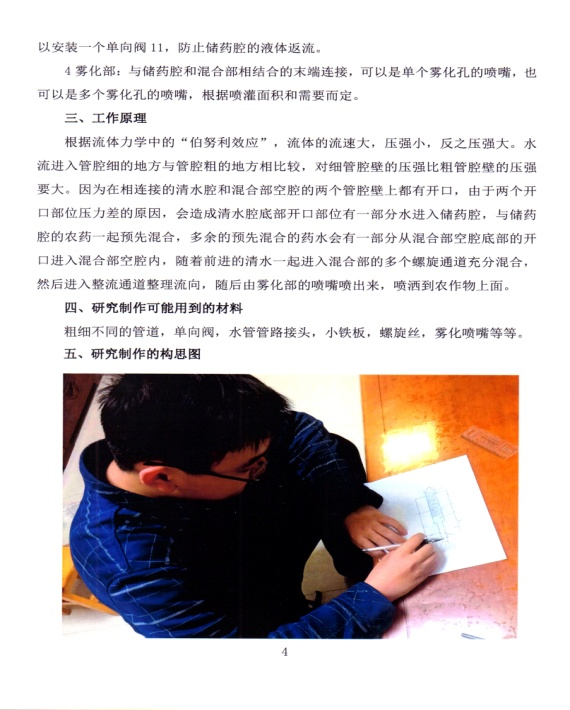 以安装一个单向阀 11，防止储药腔的液体返流。
4 雾化部：与储药腔和混合部相结合的末端连接，可以是单个雾化孔的喷嘴，也
可以是多个雾化孔的喷嘴，根据喷灌面积和需要而定。
三、工作原理
根据流体力学中的“伯努利效应”，流体的流速大，压强小，反之压强大。水
流进入管腔细的地方与管腔粗的地方相比较，对细管腔壁的压强比粗管腔壁的压强
要大。因为在相连接的清水腔和混合部空腔的两个管腔壁上都有开口，由于两个开
口部位压力差的原因，会造成清水腔底部开口部位有一部分水进入储药腔，与储药
腔的农药一起预先混合，多余的预先混合的药水会有一部分从混合部空腔底部的开
口进入混合部空腔内，随着前进的清水一起进入混合部的多个螺旋通道充分混合，
然后进入整流通道整理流向，随后由雾化部的喷嘴喷出来，喷洒到农作物上面。
四、研究制作可能用到的材料
粗细不同的管道，单向阀，水管管路接头，小铁板，螺旋丝，雾化喷嘴等等。
五、研究制作的构思图
4